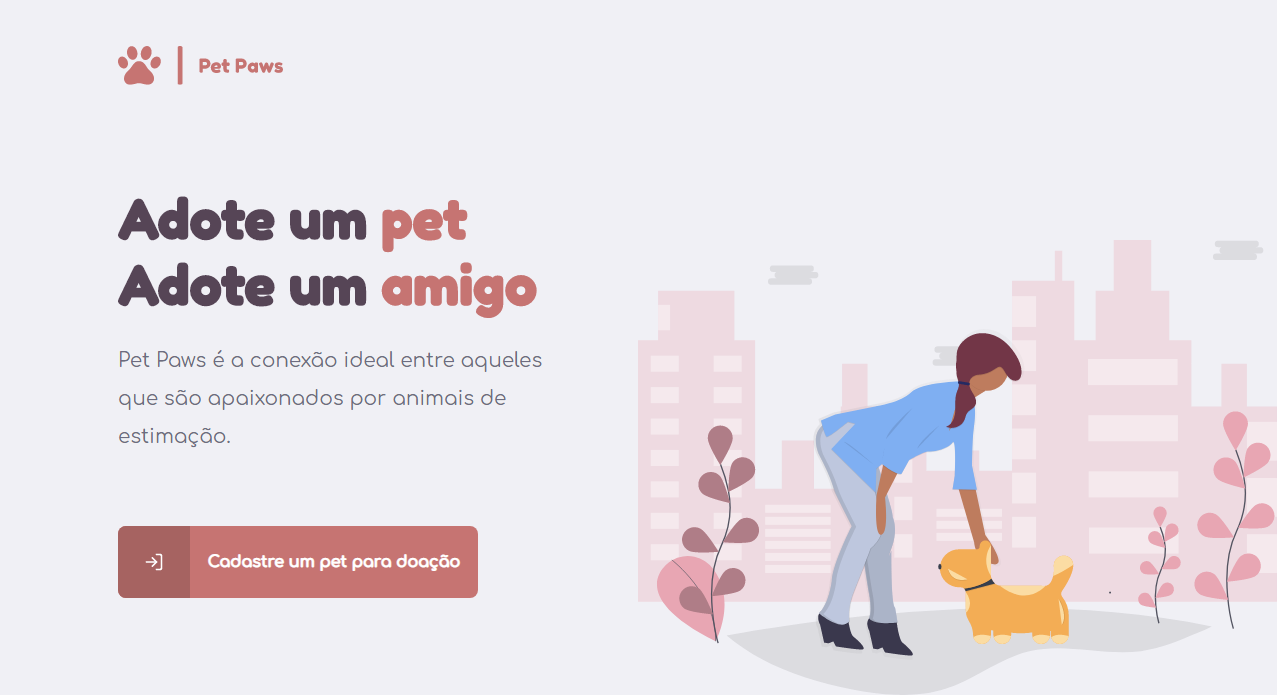 Pet Paws
Adote um pet
Adote um amigo
Pet Paws é a conexão ideal entre aqueles
que são apaixonados por animais de
estimação.
Cadastre um pet para doação